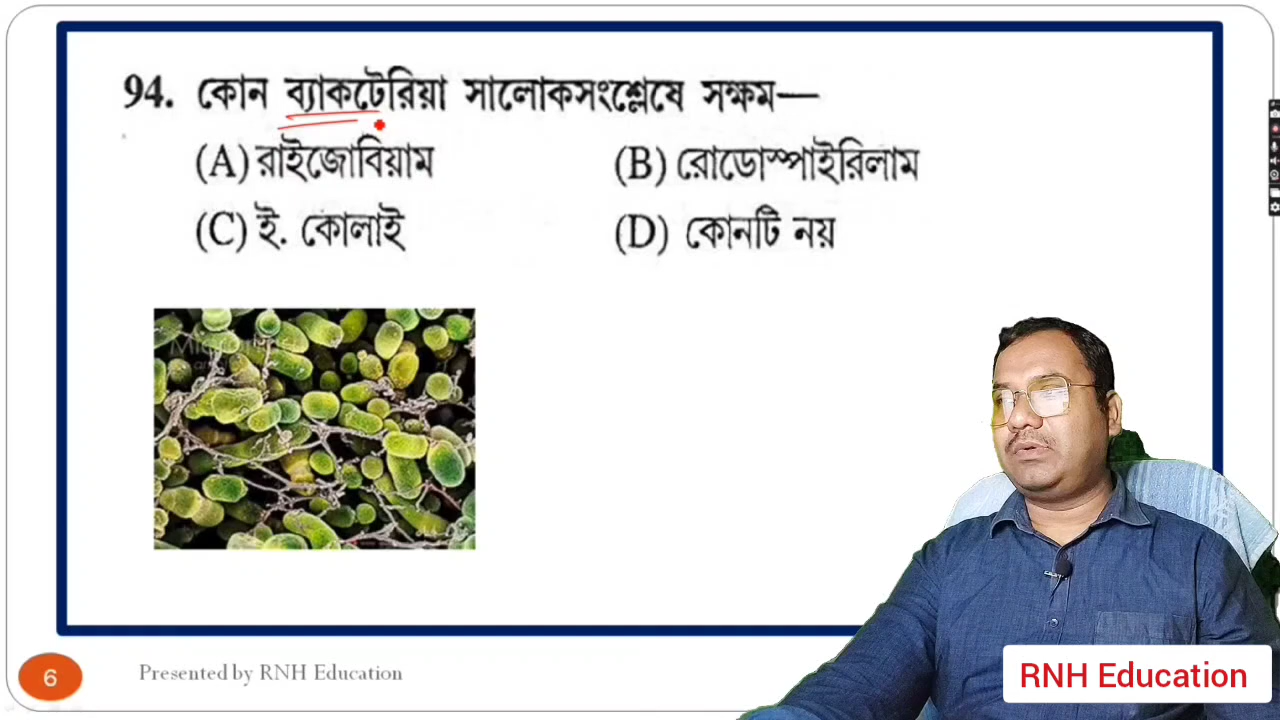 94. কোন ব্যাকটেরিয়া সালোকসংশ্লেষে সক্ষম—
(A) রাইজোবিয়াম (B) রোডোস্পাইরিলাম
(C) ই. কোলাই (D) কোনটি নয়
6 Presented by RNH Education
RNH Education